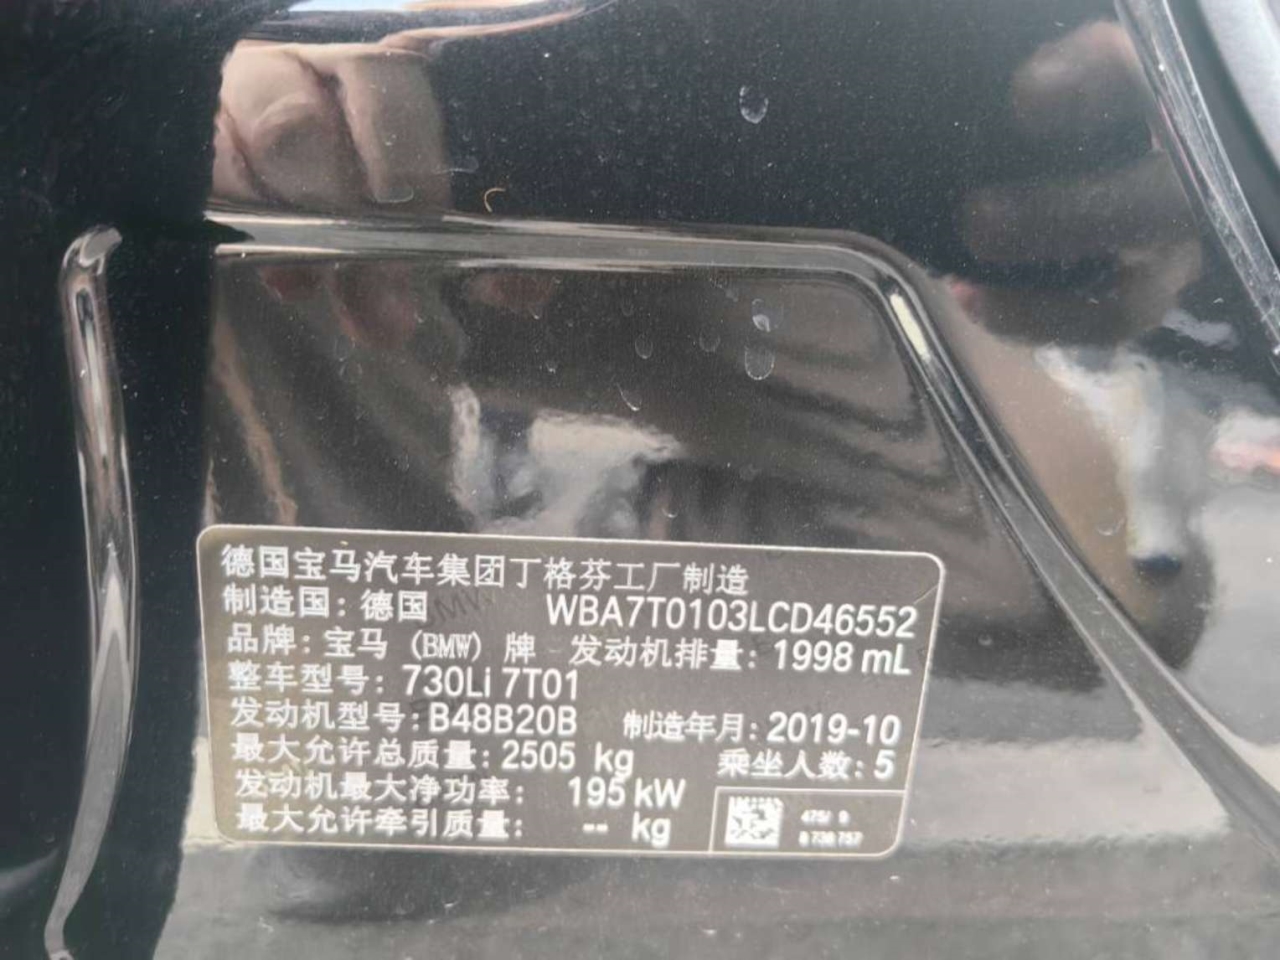 德国宝马汽车集团丁格芬工厂制造
制造国：德国 WBA7T0103LCD46552
品牌：宝马（BMW）牌 发动机排量：1998 mL
整车型号：730Li 7T01
发动机型号：B48B20B 制造年月：2019-10
最大允许总质量：2505 kg 乘坐人数：5
发动机最大净功率： 195 kW
最大允许牵引质量： -- kg